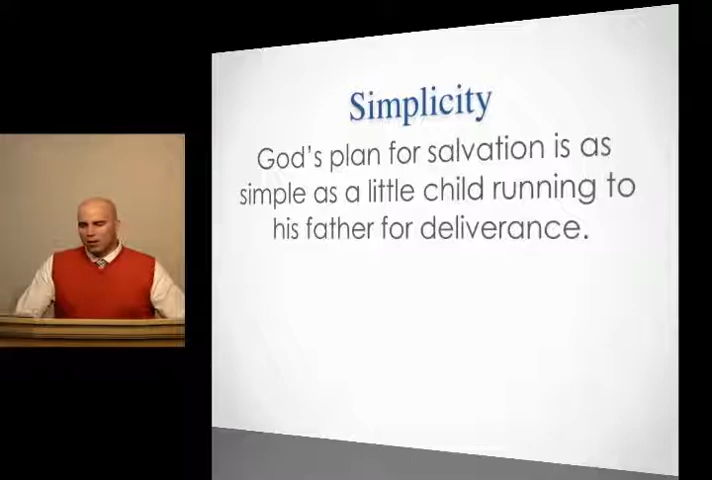 Simplicity
God's plan for salvation is as
simple as a little child running to
his father for deliverance.